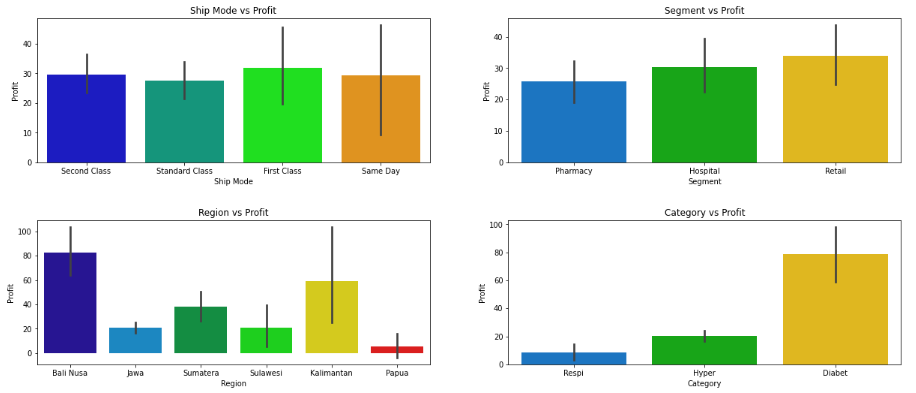 Ship Mode vs Profit
Profit
40
30
20
10
0
Second Class Standard Class First Class Same Day
Ship Mode
Segment vs Profit
Profit
40
30
20
10
0
Pharmacy Hospital Retail
Segment
Region vs Profit
Profit
100
80
60
40
20
0
Bali Nusa Jawa Sumatera Sulawesi Kalimantan Papua
Region
Category vs Profit
Profit
100
80
60
40
20
0
Respi Hyper Diabet
Category